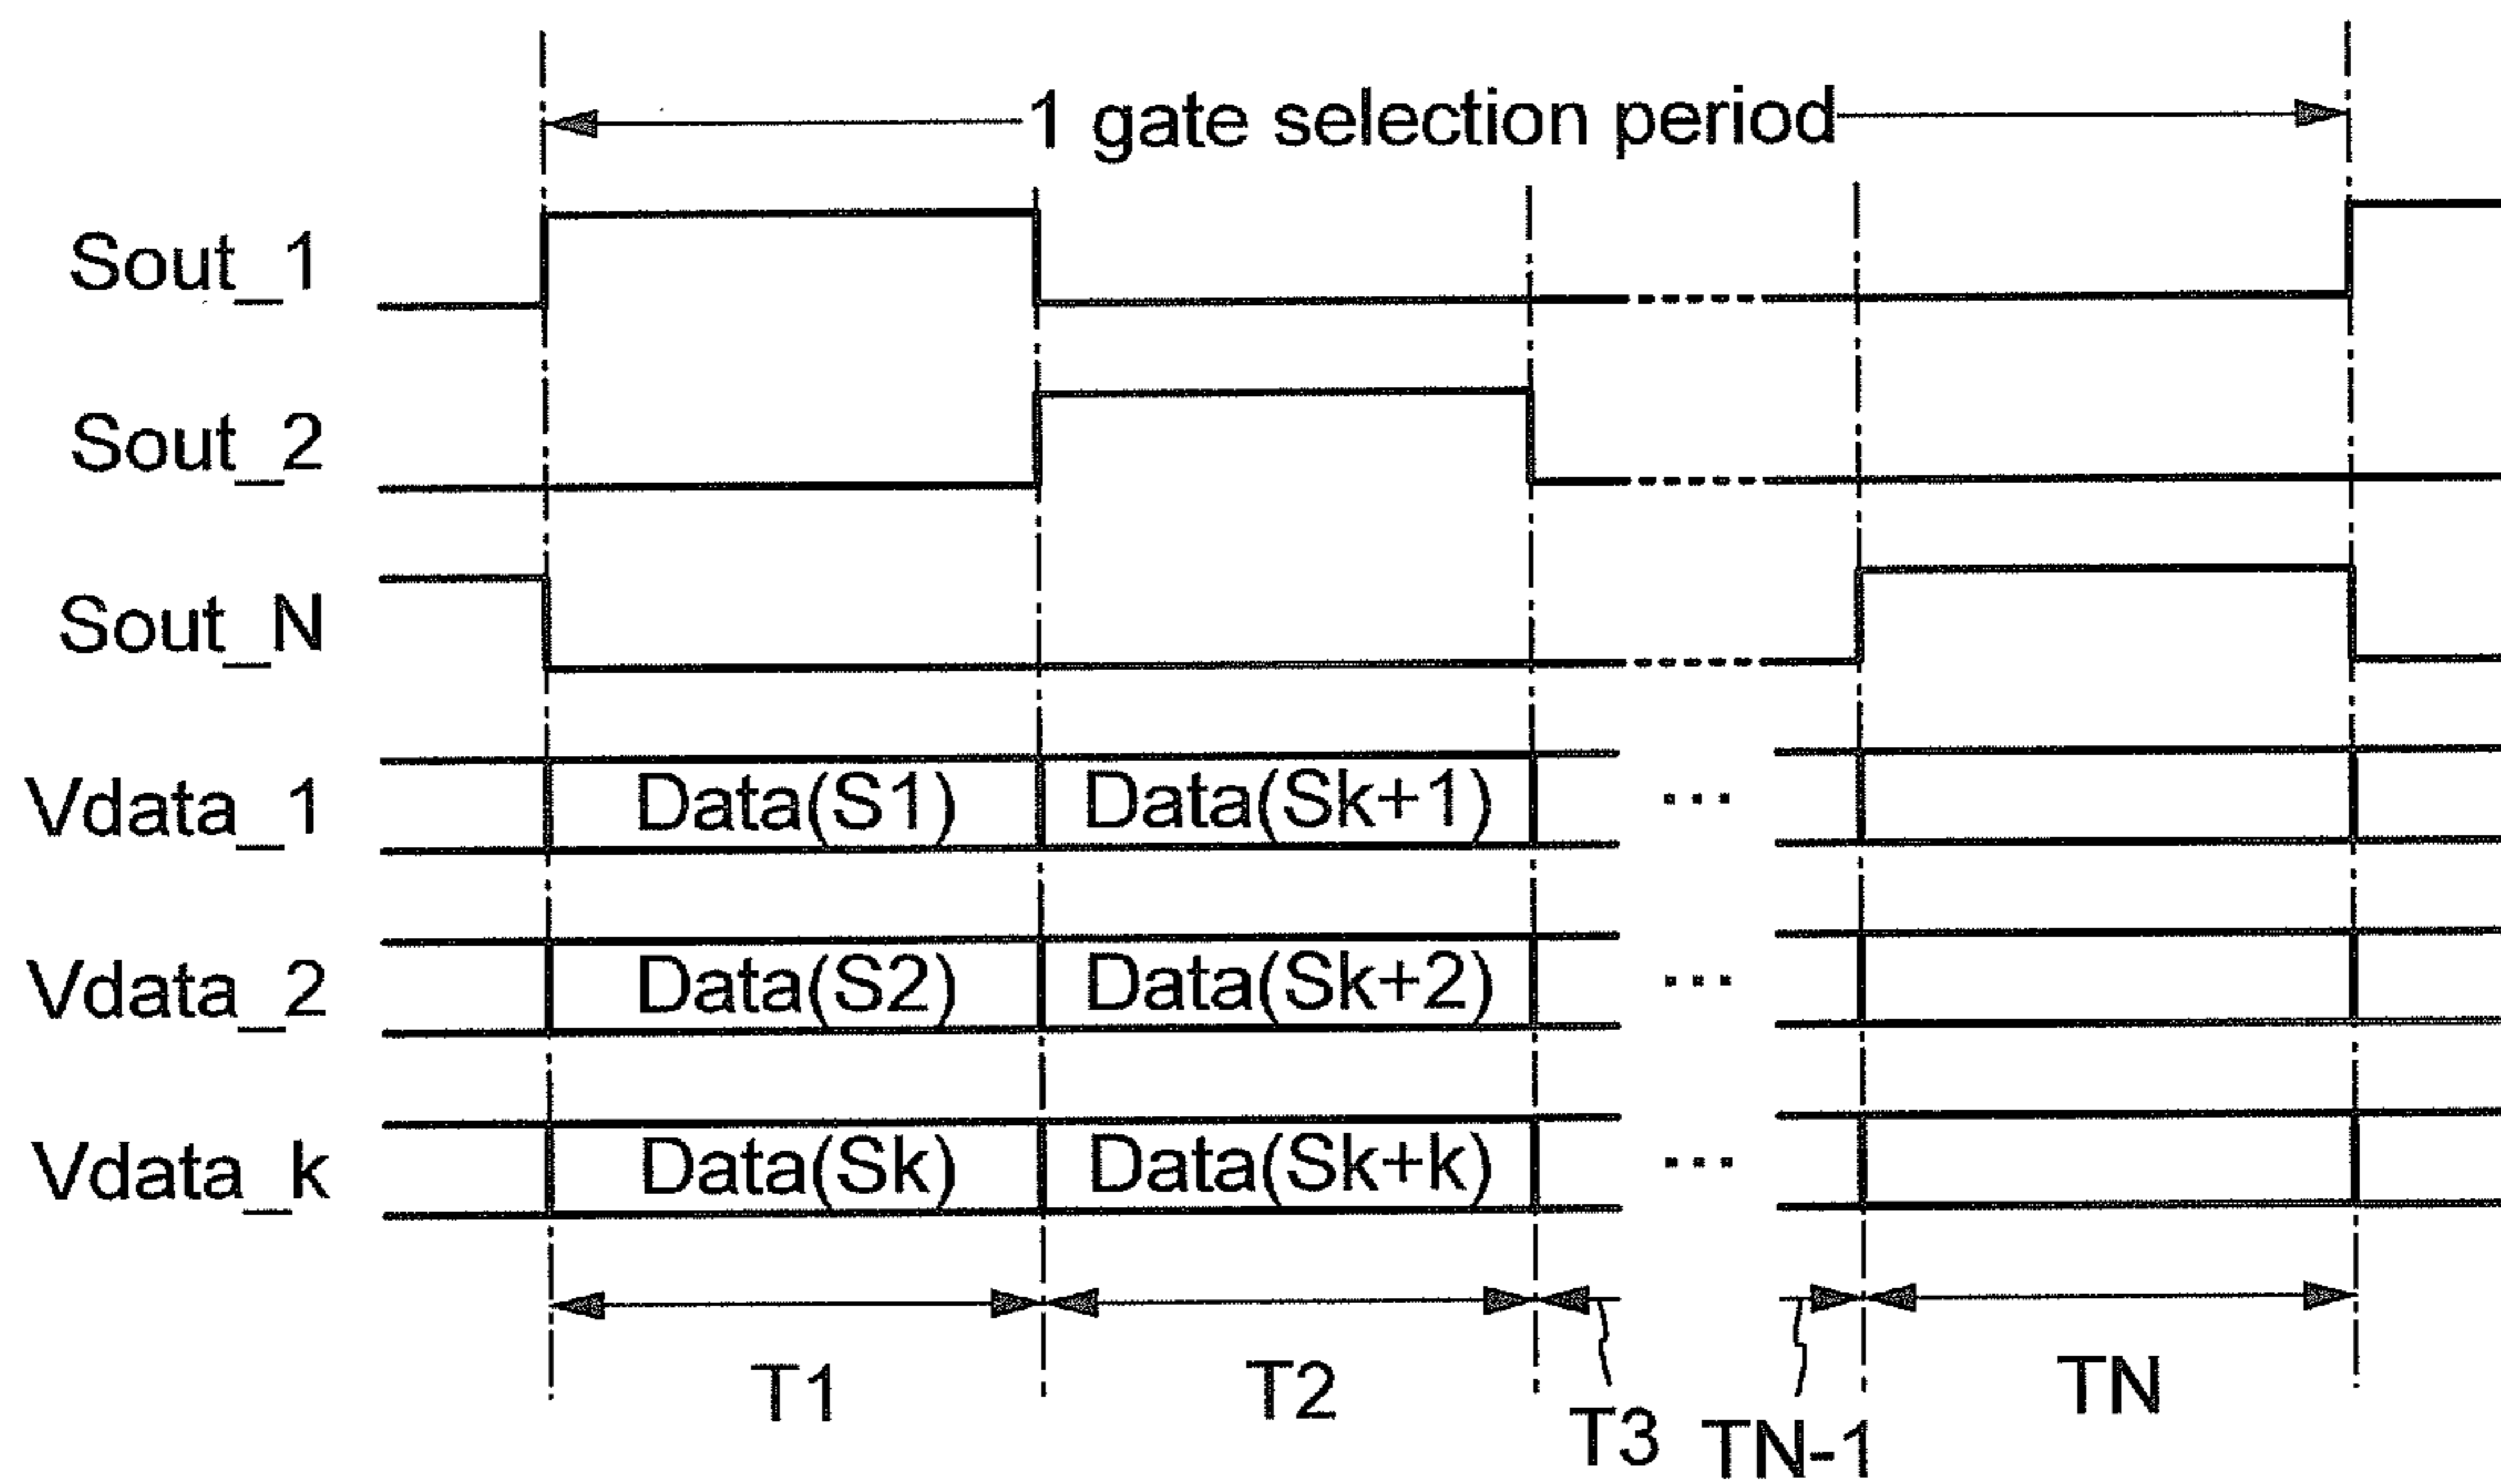 1 gate selection period
Sout_1
Sout_2
Sout_N
Vdata_1 Data(S1) Data(Sk+1) ...
Vdata_2 Data(S2) Data(Sk+2) ...
Vdata_k Data(Sk) Data(Sk+k) ...
T1 T2 T3 TN-1 TN